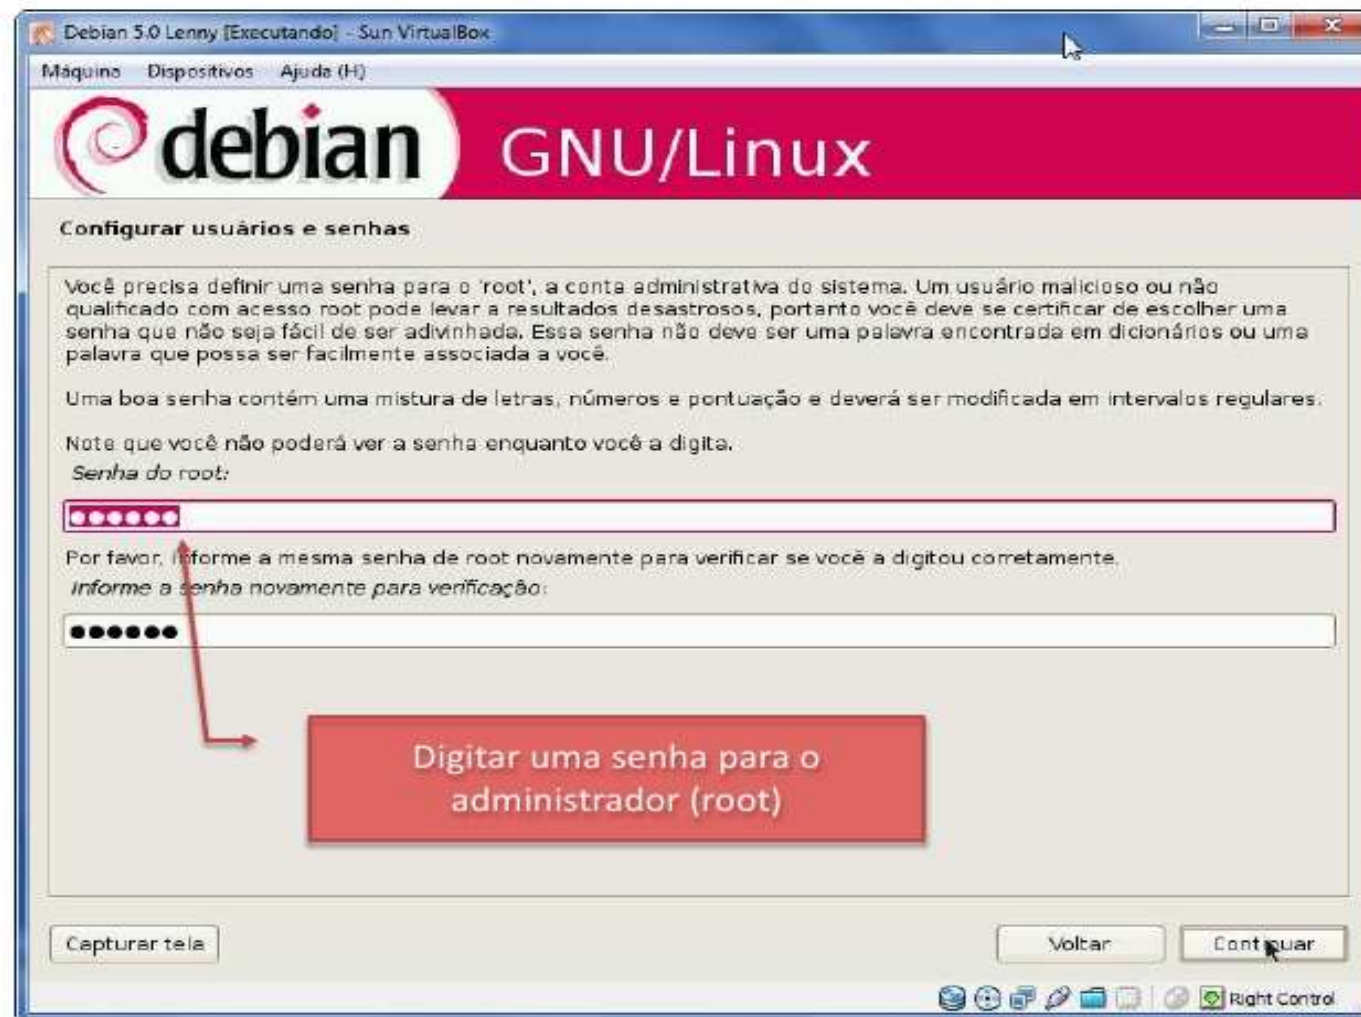 Debian 5.0 Lenny [Executando] - Sun VirtualBox
Máquina Dispositivos Ajuda (H)
debian GNU/Linux
Configurar usuários e senhas
Você precisa definir uma senha para o 'root', a conta administrativa do sistema. Um usuário malicioso ou não
qualificado com acesso root pode levar a resultados desastrosos, portanto você deve se certificar de escolher uma
senha que não seja fácil de ser adivinhada. Essa senha não deve ser uma palavra encontrada em dicionários ou uma
palavra que possa ser facilmente associada a você.
Uma boa senha contém uma mistura de letras, números e pontuação e deverá ser modificada em intervalos regulares.
Note que você não poderá ver a senha enquanto você a digita.
Senha do root:
●●●●●●
Por favor, informe a mesma senha de root novamente para verificar se você a digitou corretamente.
Informe a senha novamente para verificação:
●●●●●●
Digitar uma senha para o
administrador (root)
Capturar tela Voltar Continuar
Right Control